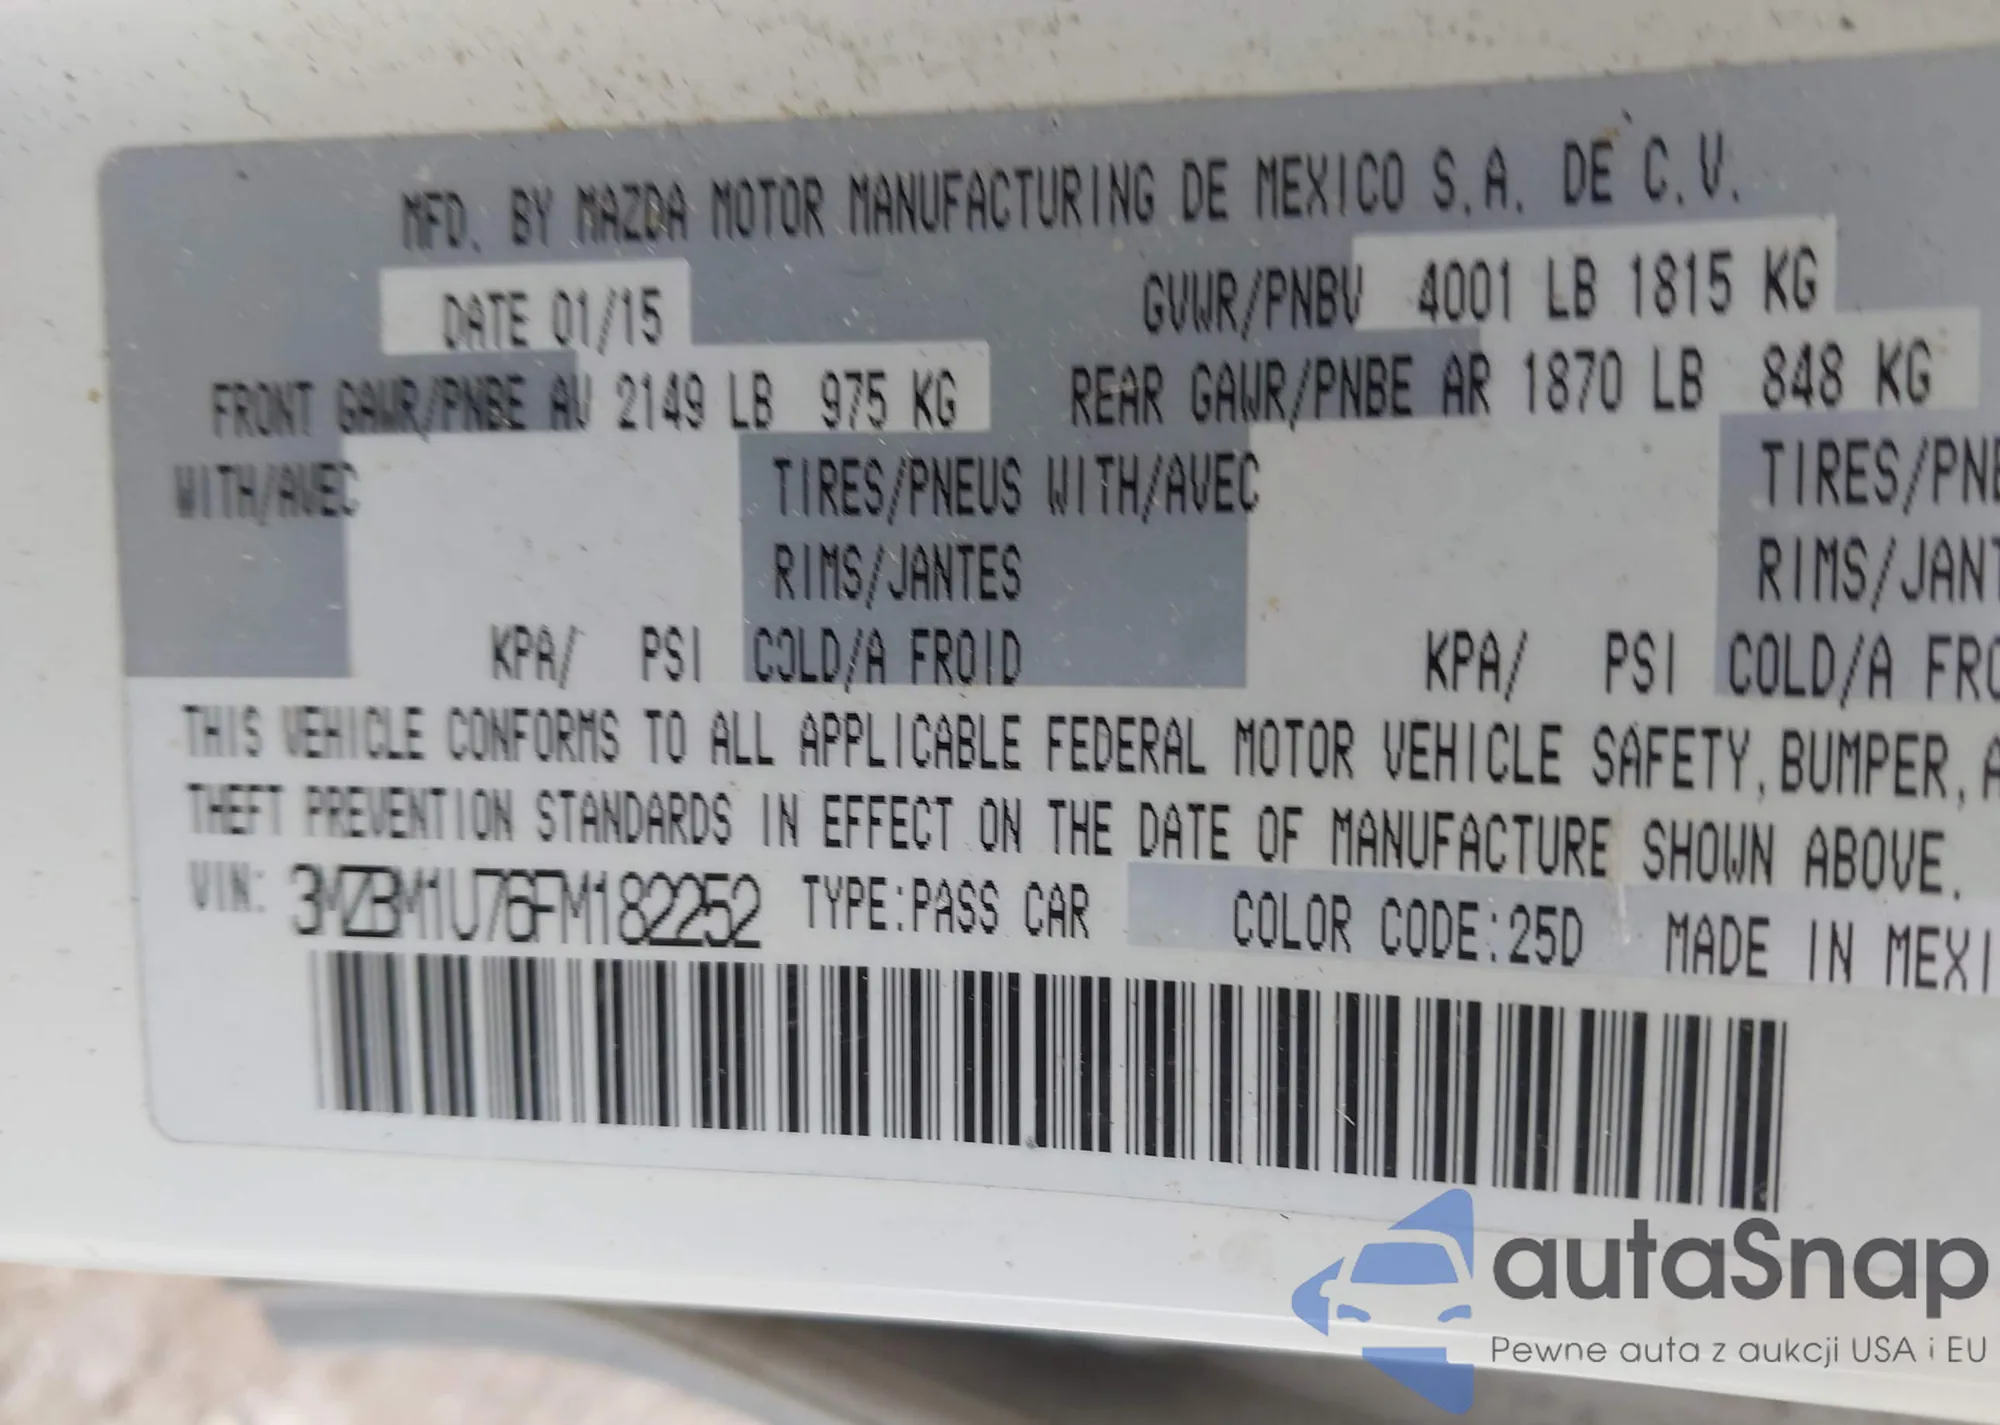 MFD. BY MAZDA MOTOR MANUFACTURING DE MEXICO S.A. DE C.V.
DATE 01/15 GVWR/PNBV 4001 LB 1815 KG
FRONT GAWR/PNBE AV 2149 LB 975 KG REAR GAWR/PNBE AR 1870 LB 848 KG
WITH/AVEC TIRES/PNEUS WITH/AVEC TIRES/PNE
RIMS/JANTES RIMS/JANT
KPA/ PSI COLD/A FROID KPA/ PSI COLD/A FRO
THIS VEHICLE CONFORMS TO ALL APPLICABLE FEDERAL MOTOR VEHICLE SAFETY, BUMPER, A
THEFT PREVENTION STANDARDS IN EFFECT ON THE DATE OF MANUFACTURE SHOWN ABOVE.
VIN: 3MZBM1U76FM182252 TYPE:PASS CAR COLOR CODE:25D MADE IN MEXI
autaSnap
Pewne auta z aukcji USA i EU